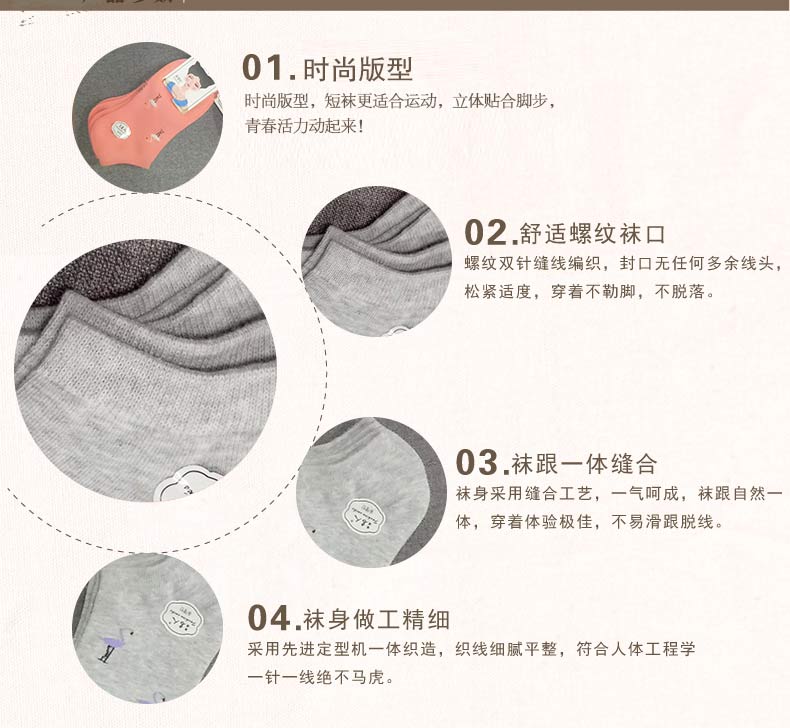 01.时尚版型
时尚版型，短袜更适合运动，立体贴合脚步，
青春活力动起来！
02.舒适螺纹袜口
螺纹双针缝线编织，封口无任何多余线头，
松紧适度，穿着不勒脚，不脱落。
03.袜跟一体缝合
袜身采用缝合工艺，一气呵成，袜跟自然一
体，穿着体验极佳，不易滑跟脱线。
04.袜身做工精细
采用先进定型机一体织造，织线细腻平整，符合人体工程学
一针一线绝不马虎。